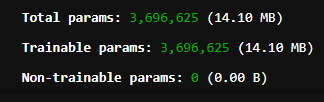 Total params: 3,696,625 (14.10 MB)
Trainable params: 3,696,625 (14.10 MB)
Non-trainable params: 0 (0.00 B)